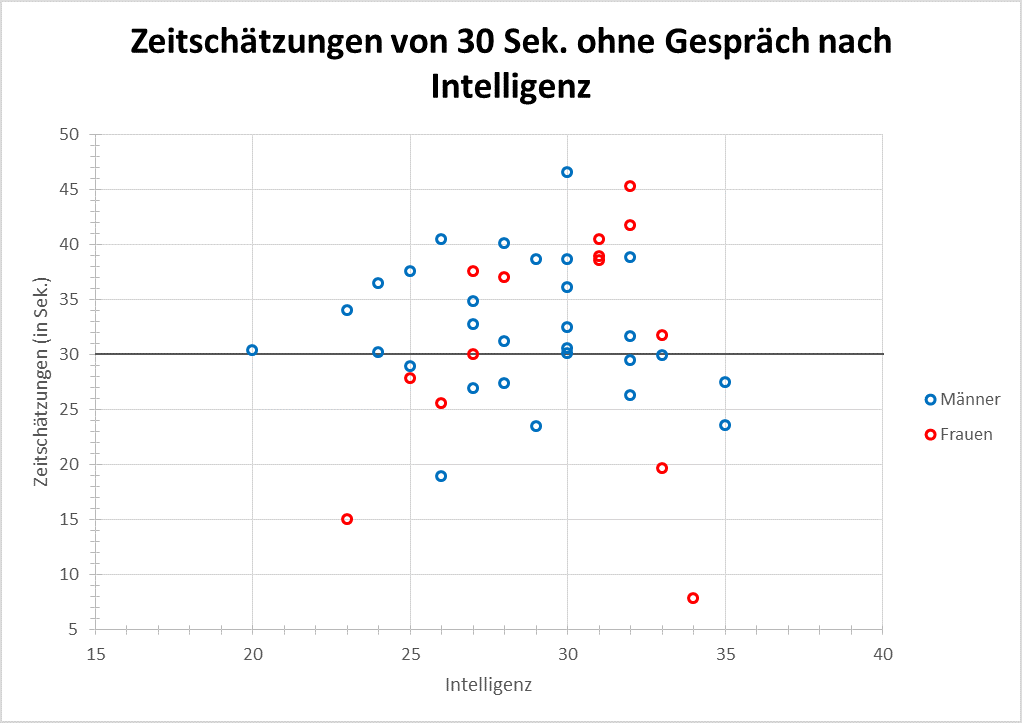 Zeitschätzungen von 30 Sek. ohne Gespräch nach
Intelligenz
Zeitschätzungen (in Sek.)
50
45
40
35
30
25
20
15
10
5
15 20 25 30 35 40
Intelligenz
Männer
Frauen